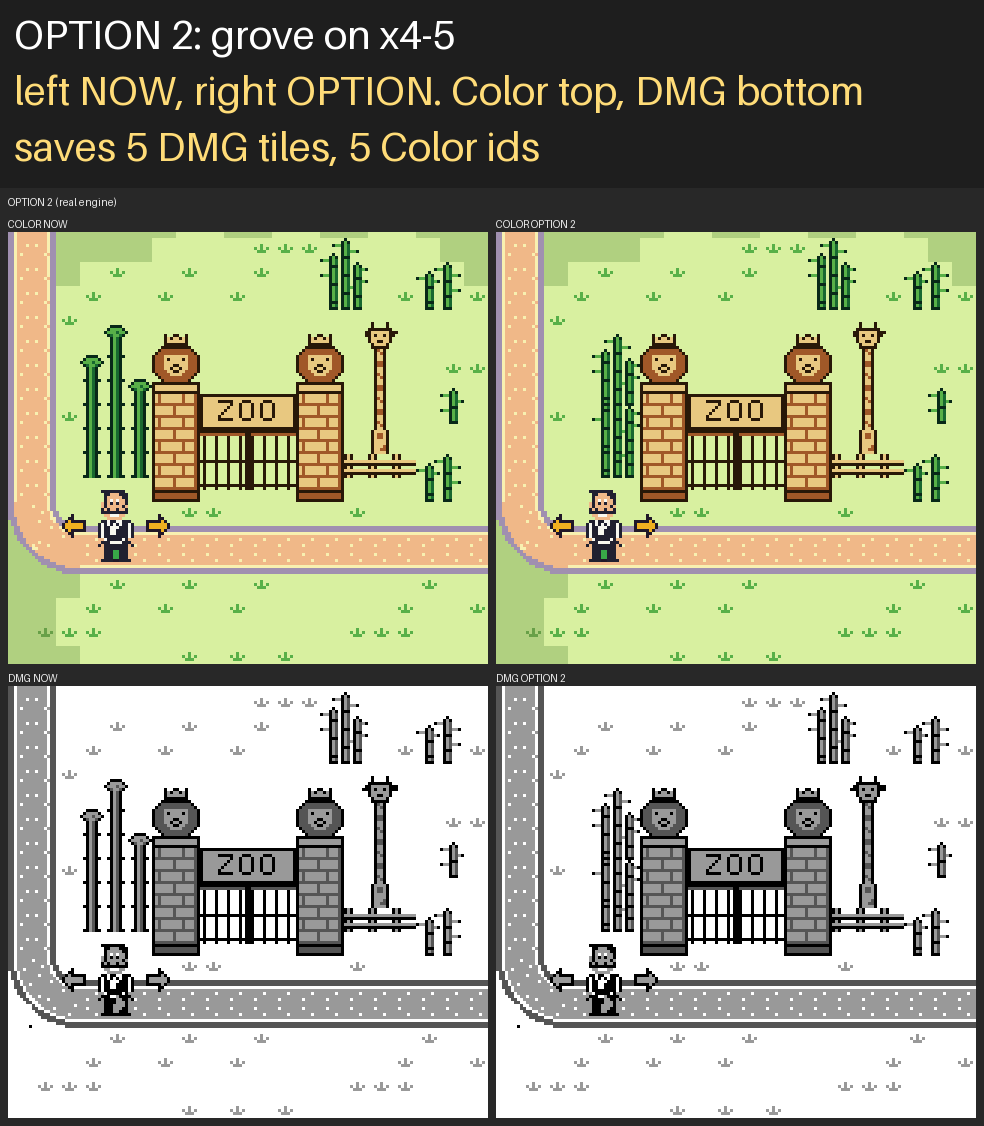 OPTION 2: grove on x4-5
left NOW, right OPTION. Color top, DMG bottom
saves 5 DMG tiles, 5 Color ids
OPTION 2 (real engine)
COLOR NOW
COLOR OPTION 2
ZOO
ZOO
DMG NOW
DMG OPTION 2
ZOO
ZOO